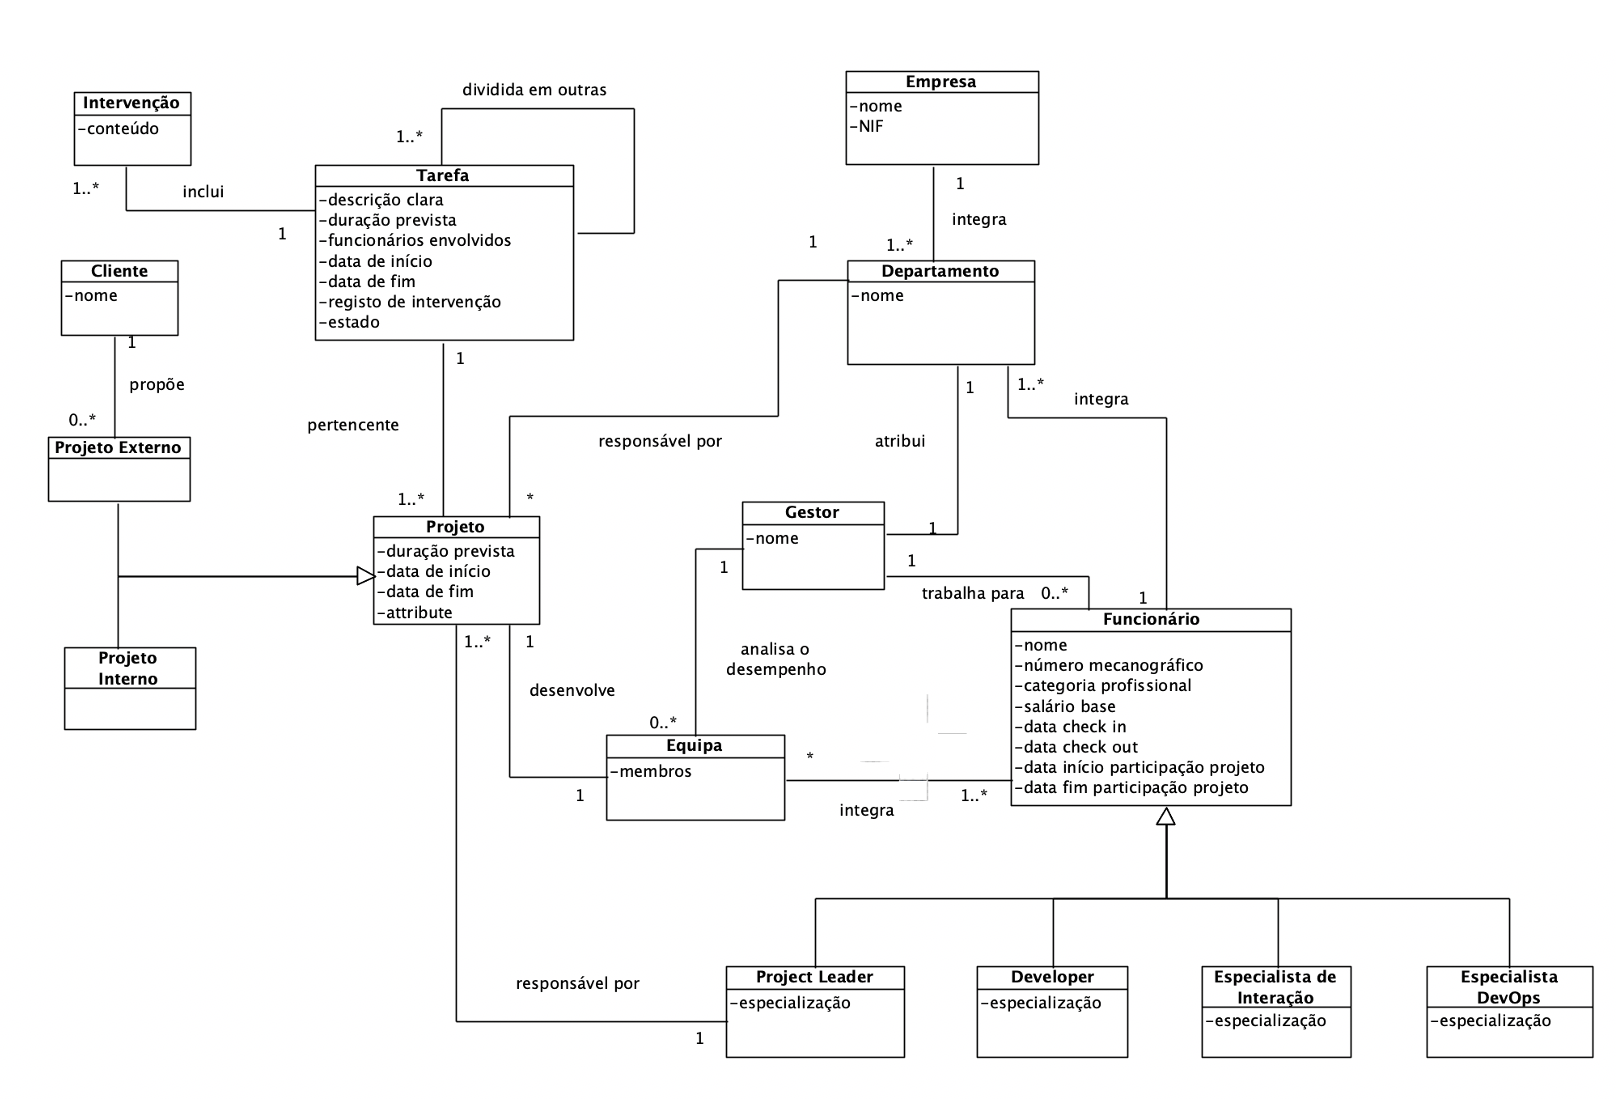 dividida em outras
1..*
Intervenção
-conteúdo
1..*
inclui
1
Tarefa
-descrição clara
-duração prevista
-funcionários envolvidos
-data de início
-data de fim
-registo de intervenção
-estado
Empresa
-nome
-NIF
1
integra
1..*
1
Departamento
-nome
Cliente
-nome
1
propõe
0..*
Projeto Externo
1
pertencente
1..*
*
responsável por
1
atribui
1
1..*
integra
1
Projeto
-duração prevista
-data de início
-data de fim
-attribute
Gestor
-nome
1
1
trabalha para
0..*
Projeto
Interno
1..*
1
desenvolve
1
analisa o
desempenho
0..*
Equipa
-membros
*
integra
1..*
Funcionário
-nome
-número mecanográfico
-categoria profissional
-salário base
-data check in
-data check out
-data início participação projeto
-data fim participação projeto
responsável por
1
Project Leader
-especialização
Developer
-especialização
Especialista de
Interação
-especialização
Especialista
DevOps
-especialização